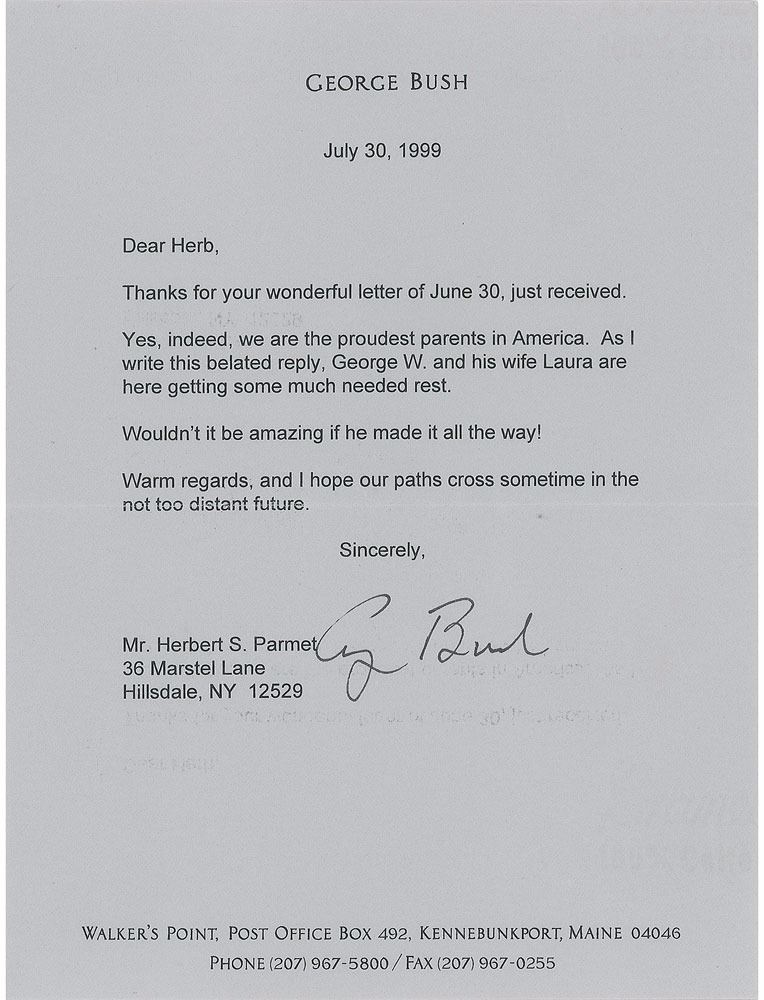 GEORGE BUSH
July 30, 1999
Dear Herb,
Thanks for your wonderful letter of June 30, just received.
Yes, indeed, we are the proudest parents in America.  As I
write this belated reply, George W. and his wife Laura are
here getting some much needed rest.
Wouldn't it be amazing if he made it all the way!
Warm regards, and I hope our paths cross sometime in the
not too distant future.
Sincerely,
G Bush
Mr. Herbert S. Parmet
36 Marstel Lane
Hillsdale, NY  12529
WALKER'S POINT, POST OFFICE BOX 492, KENNEBUNKPORT, MAINE 04046
PHONE (207) 967-5800 / FAX (207) 967-0255